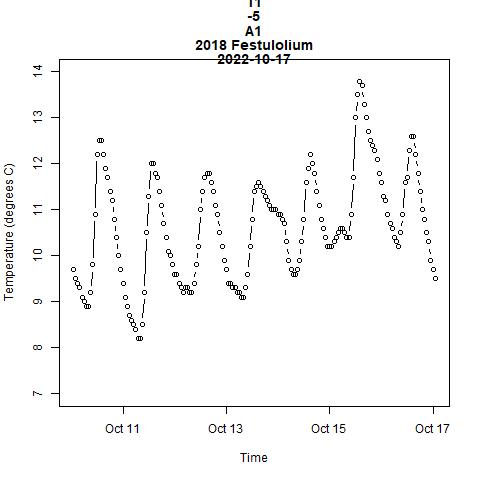 -5
A1
2018 Festulolium
2022-10-17
Temperature (degrees C)
14
13
12
11
10
9
8
7
Oct 11
Oct 13
Oct 15
Oct 17
Time